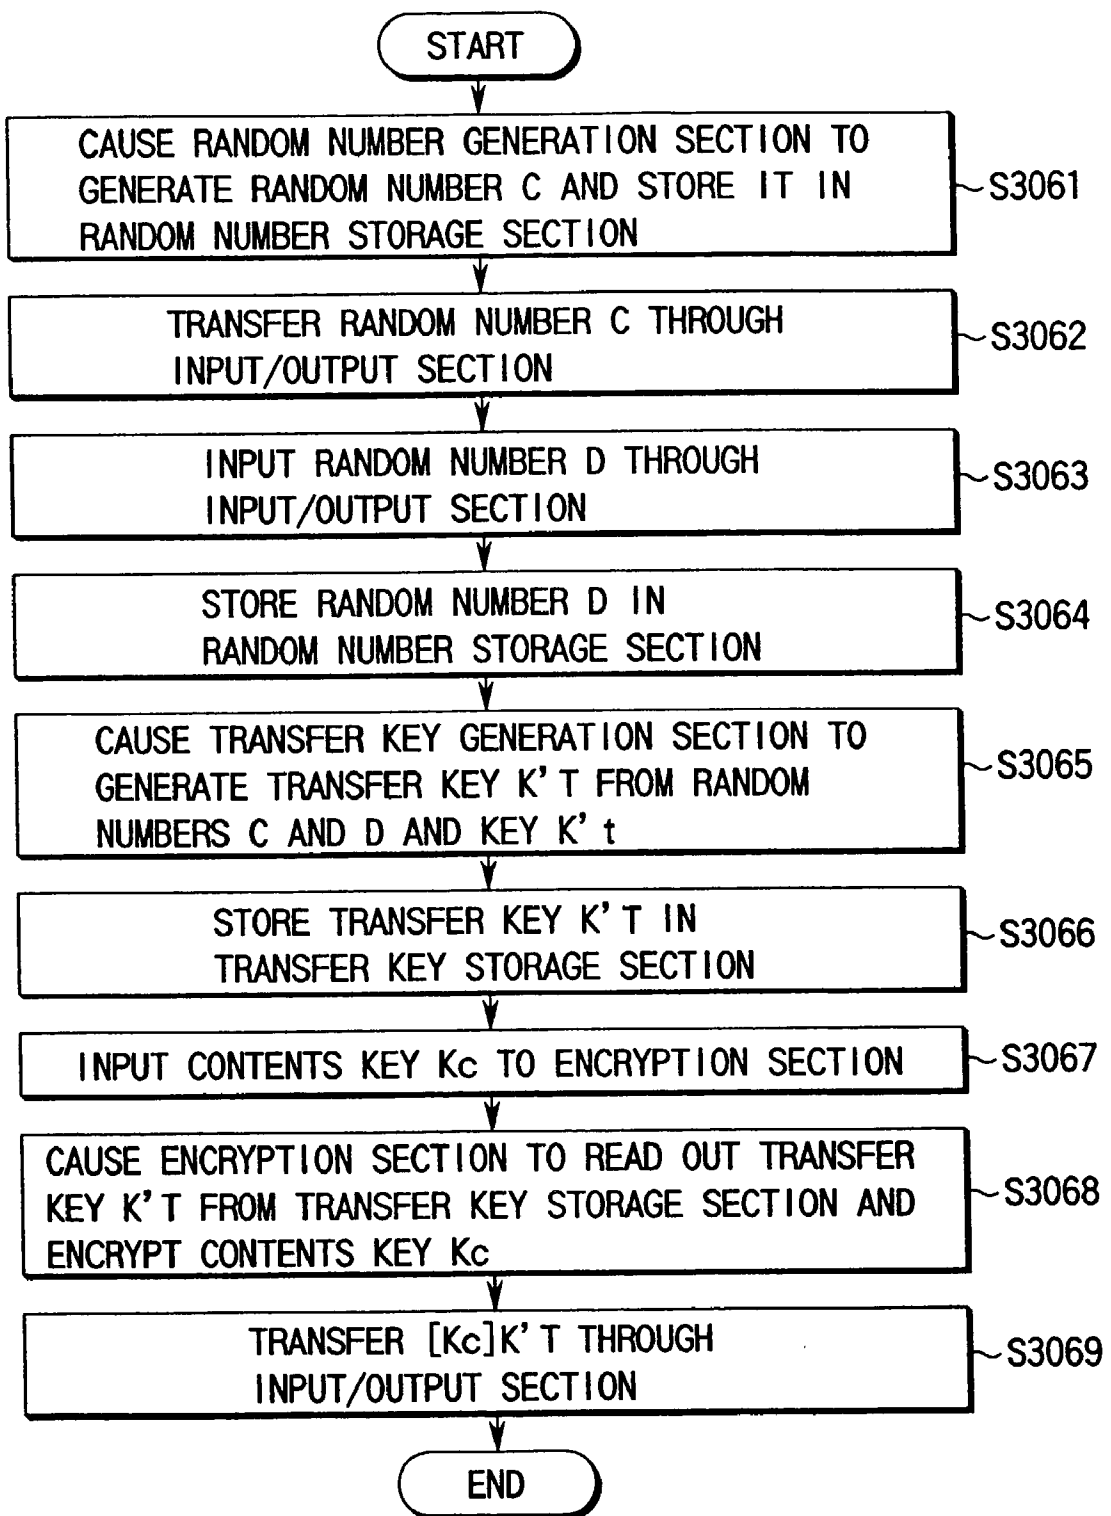 START
CAUSE RANDOM NUMBER GENERATION SECTION TO
GENERATE RANDOM NUMBER C AND STORE IT IN
RANDOM NUMBER STORAGE SECTION
S3061
TRANSFER RANDOM NUMBER C THROUGH
INPUT/OUTPUT SECTION
S3062
INPUT RANDOM NUMBER D THROUGH
INPUT/OUTPUT SECTION
S3063
STORE RANDOM NUMBER D IN
RANDOM NUMBER STORAGE SECTION
S3064
CAUSE TRANSFER KEY GENERATION SECTION TO
GENERATE TRANSFER KEY K'T FROM RANDOM
NUMBERS C AND D AND KEY K't
S3065
STORE TRANSFER KEY K'T IN
TRANSFER KEY STORAGE SECTION
S3066
INPUT CONTENTS KEY Kc TO ENCRYPTION SECTION
S3067
CAUSE ENCRYPTION SECTION TO READ OUT TRANSFER
KEY K'T FROM TRANSFER KEY STORAGE SECTION AND
ENCRYPT CONTENTS KEY Kc
S3068
TRANSFER [Kc]K'T THROUGH
INPUT/OUTPUT SECTION
S3069
END